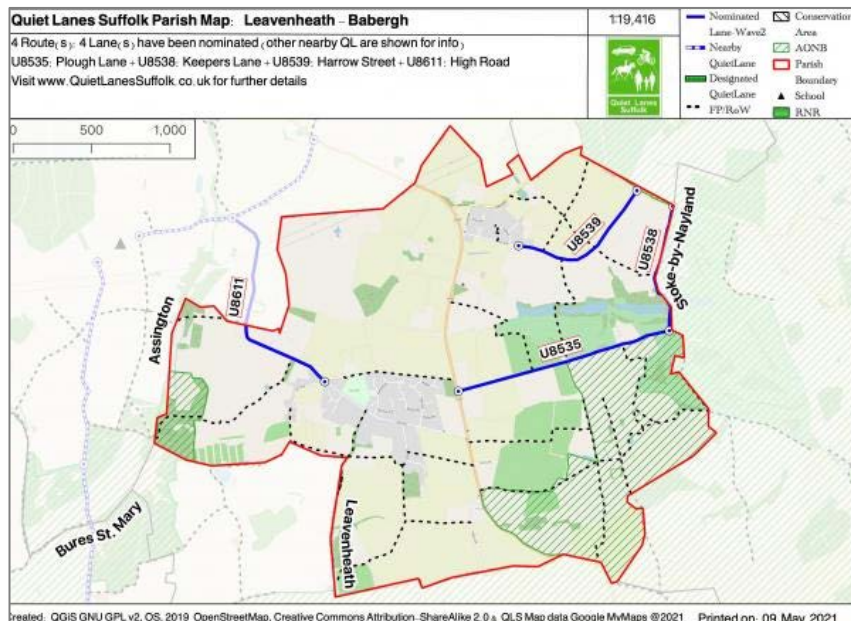 Quiet Lanes Suffolk Parish Map: Leavenheath - Babergh
4 Route(s): 4 Lane(s) have been nominated (other nearby QL are shown for info)
U8535: Plough Lane + U8538: Keepers Lane + U8539: Harrow Street + U8611: High Road
Visit www.QuietLanesSuffolk.co.uk for further details
1:19,416
Quiet Lanes
Suffolk
Nominated
Lane-Wave2
Nearby
QuietLane
Designated
QuietLane
FP/RoW
Conservation
Area
AONB
Parish
Boundary
School
RNR
0 500 1,000
U8539
U8538
Stoke-by-Nayland
U8611
Assington
U8535
Leavenheath
Bures St. Mary
Created: QGiS GNU GPL v2, OS, 2019 OpenStreetMap, Creative Commons Attribution-ShareAlike 2.0 & QLS Map data Google MyMaps @2021 Printed on: 09 May 2021